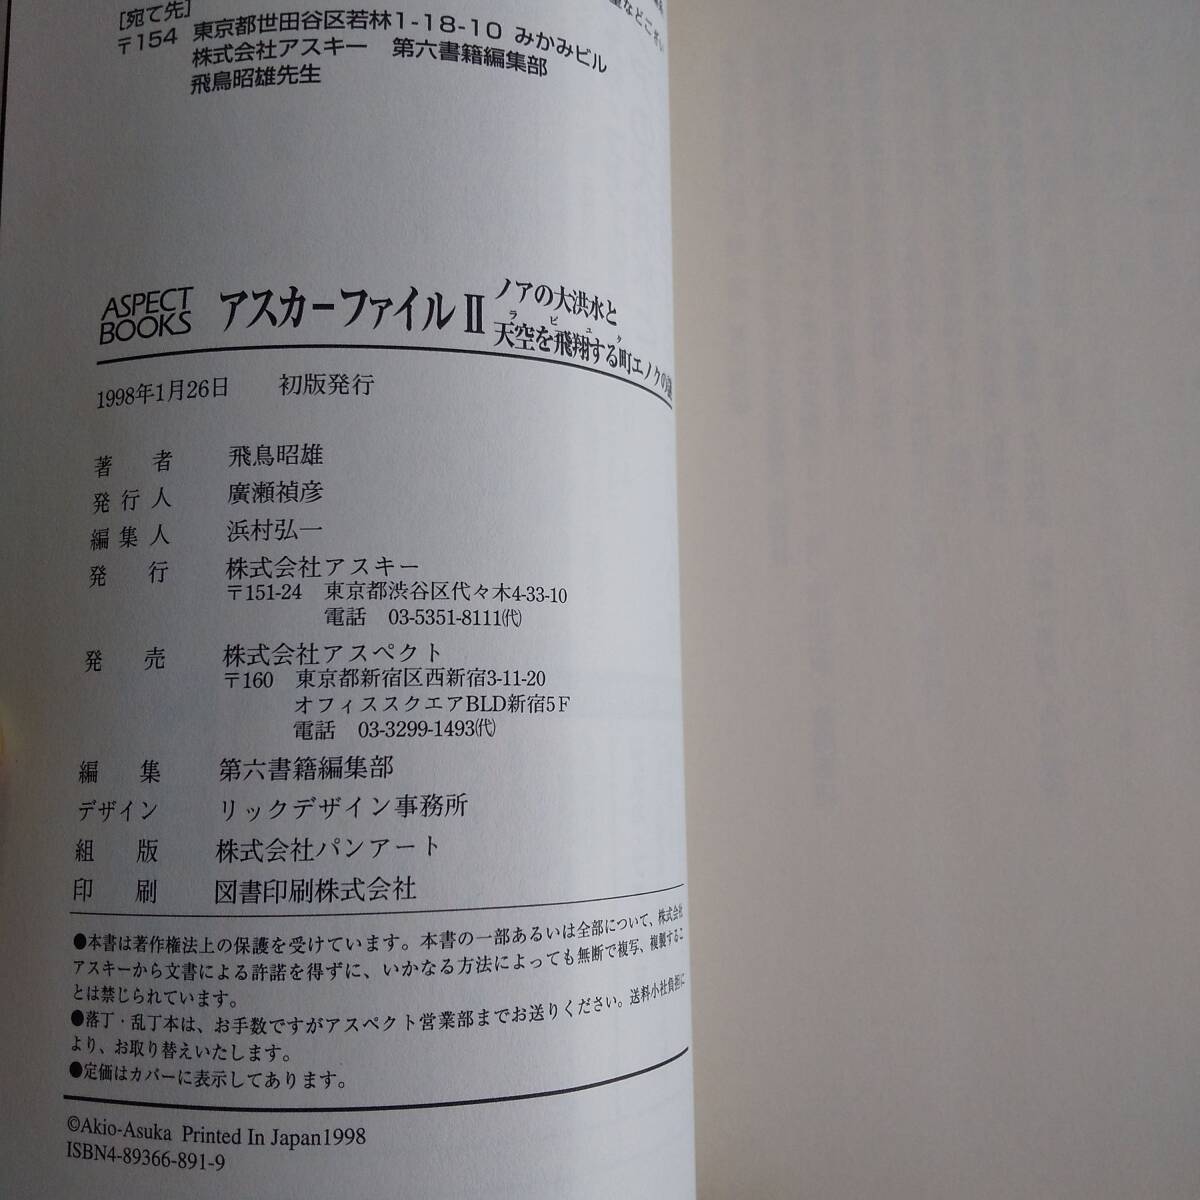 望などござい
[宛て先]
〒154 東京都世田谷区若林1-18-10 みかみビル
株式会社アスキー 第六書籍編集部
飛鳥昭雄先生
ASPECT
BOOKS
アスカーファイルⅡ
ノアの大洪水と
ラピュタ
天空を飛翔する町エノクの謎
1998年1月26日 初版発行
著者 飛鳥昭雄
発行人 廣瀬禎彦
編集人 浜村弘一
発行 株式会社アスキー
〒151-24 東京都渋谷区代々木4-33-10
電話 03-5351-8111㈹
発売 株式会社アスペクト
〒160 東京都新宿区西新宿3-11-20
オフィススクエアBLD新宿5F
電話 03-3299-1493㈹
編集 第六書籍編集部
デザイン リックデザイン事務所
組版 株式会社パンアート
印刷 図書印刷株式会社
●本書は著作権法上の保護を受けています。本書の一部あるいは全部について、株式会社
アスキーから文書による許諾を得ずに、いかなる方法によっても無断で複写、複製するこ
とは禁じられています。
●落丁・乱丁本は、お手数ですがアスペクト営業部までお送りください。送料小社負担に
より、お取り替えいたします。
●定価はカバーに表示してあります。
©Akio-Asuka Printed In Japan1998
ISBN4-89366-891-9